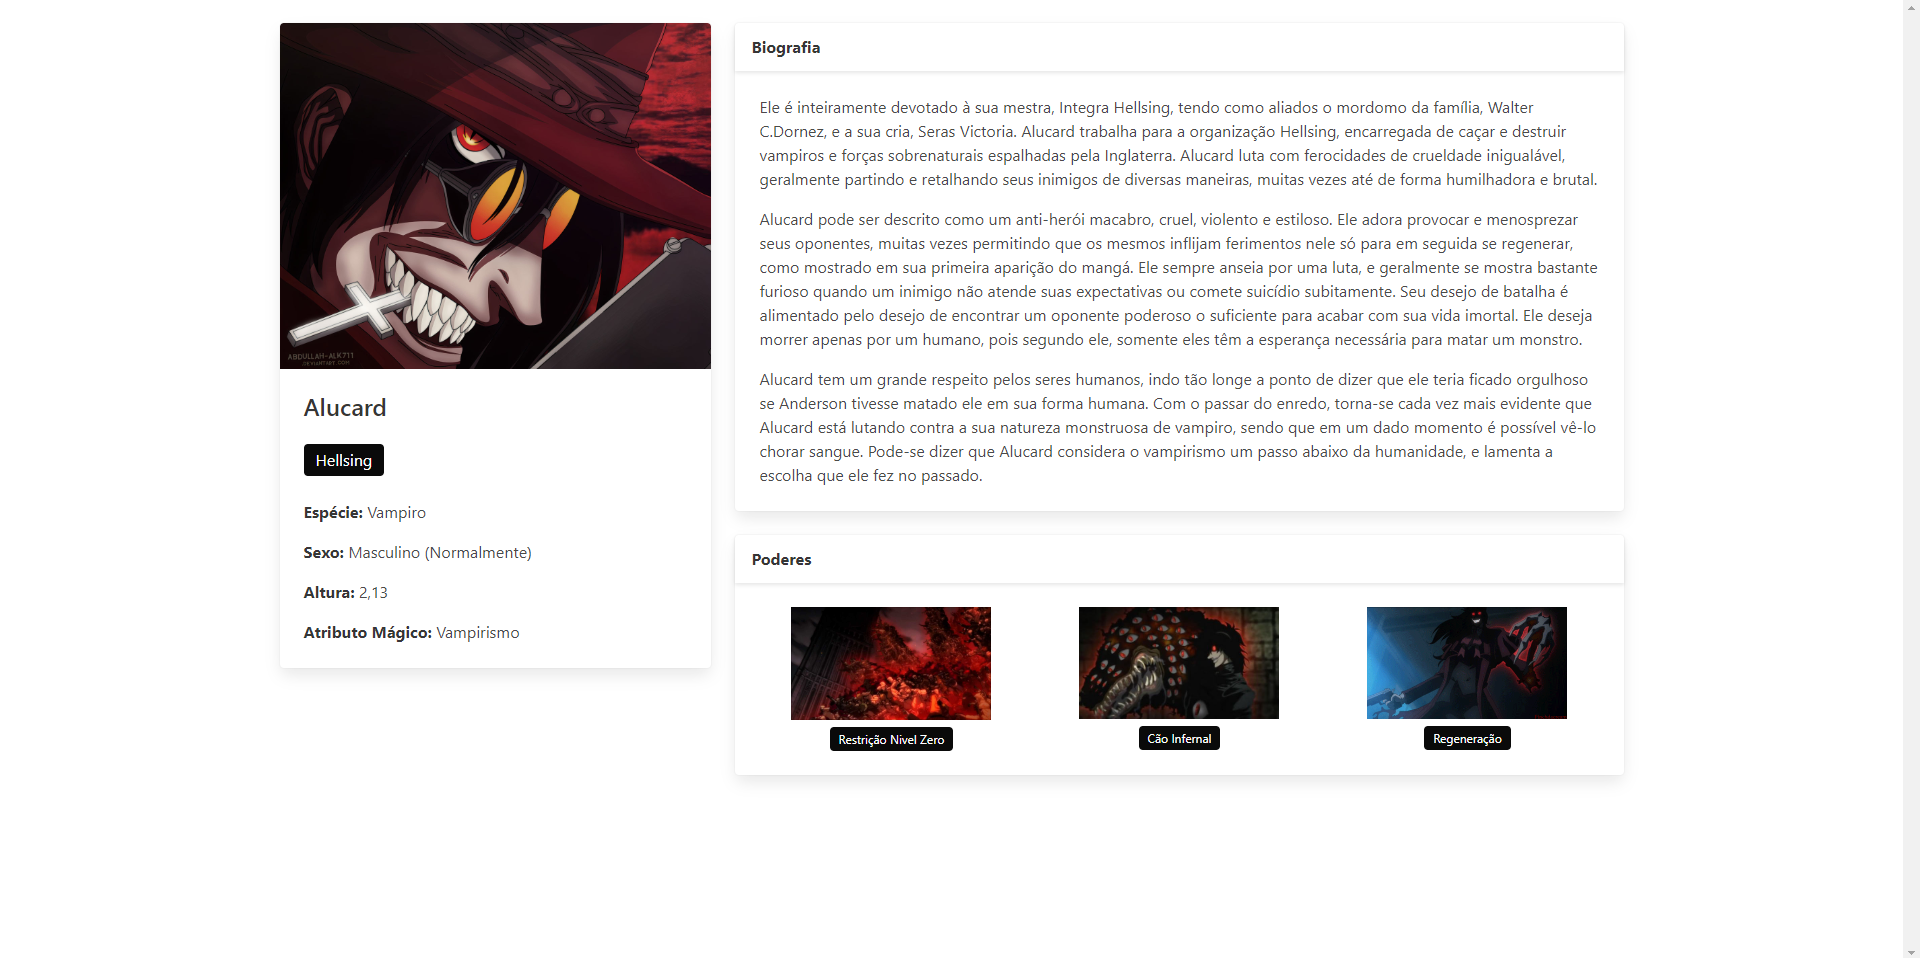 ABDULLAH-ALK711
DEVIANTART.COM
Alucard
Hellsing
Espécie: Vampiro
Sexo: Masculino (Normalmente)
Altura: 2,13
Atributo Mágico: Vampirismo
Biografia
Ele é inteiramente devotado à sua mestra, Integra Hellsing, tendo como aliados o mordomo da família, Walter
C.Dornez, e a sua cria, Seras Victoria. Alucard trabalha para a organização Hellsing, encarregada de caçar e destruir
vampiros e forças sobrenaturais espalhadas pela Inglaterra. Alucard luta com ferocidades de crueldade inigualável,
geralmente partindo e retalhando seus inimigos de diversas maneiras, muitas vezes até de forma humilhadora e brutal.
Alucard pode ser descrito como um anti-herói macabro, cruel, violento e estiloso. Ele adora provocar e menosprezar
seus oponentes, muitas vezes permitindo que os mesmos inflijam ferimentos nele só para em seguida se regenerar,
como mostrado em sua primeira aparição do mangá. Ele sempre anseia por uma luta, e geralmente se mostra bastante
furioso quando um inimigo não atende suas expectativas ou comete suicídio subitamente. Seu desejo de batalha é
alimentado pelo desejo de encontrar um oponente poderoso o suficiente para acabar com sua vida imortal. Ele deseja
morrer apenas por um humano, pois segundo ele, somente eles têm a esperança necessária para matar um monstro.
Alucard tem um grande respeito pelos seres humanos, indo tão longe a ponto de dizer que ele teria ficado orgulhoso
se Anderson tivesse matado ele em sua forma humana. Com o passar do enredo, torna-se cada vez mais evidente que
Alucard está lutando contra a sua natureza monstruosa de vampiro, sendo que em um dado momento é possível vê-lo
chorar sangue. Pode-se dizer que Alucard considera o vampirismo um passo abaixo da humanidade, e lamenta a
escolha que ele fez no passado.
Poderes
Restrição Nivel Zero
Cão Infernal
Regeneração